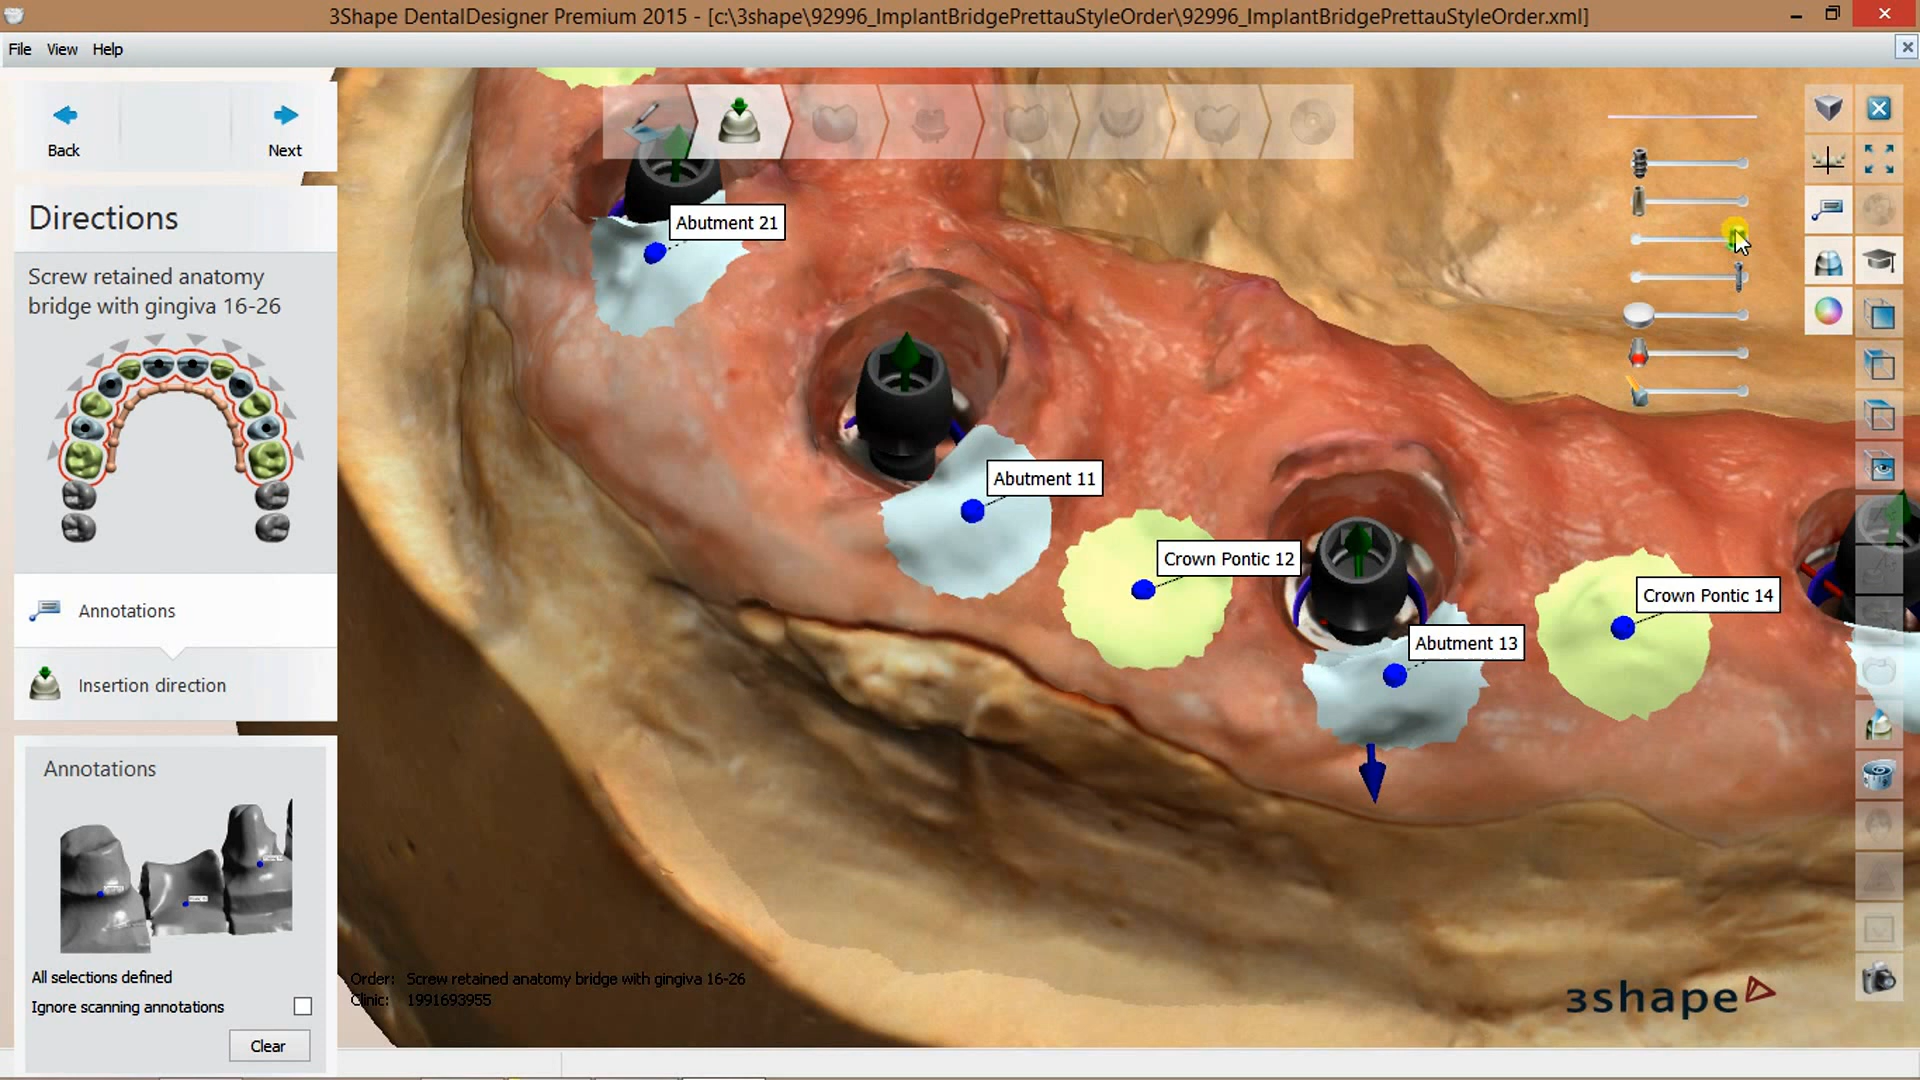 3Shape DentalDesigner Premium 2015 - [c:\3shape\92996_ImplantBridgePrettauStyleOrder\92996_ImplantBridgePrettauStyleOrder.xml]
File View Help
Back
Next
Directions
Screw retained anatomy
bridge with gingiva 16-26
Annotations
Insertion direction
Annotations
All selections defined
Ignore scanning annotations
Clear
Abutment 21
Abutment 11
Crown Pontic 12
Crown Pontic 14
Abutment 13
Order: Screw retained anatomy bridge with gingiva 16-26
Clinic: 1991693955
3shape